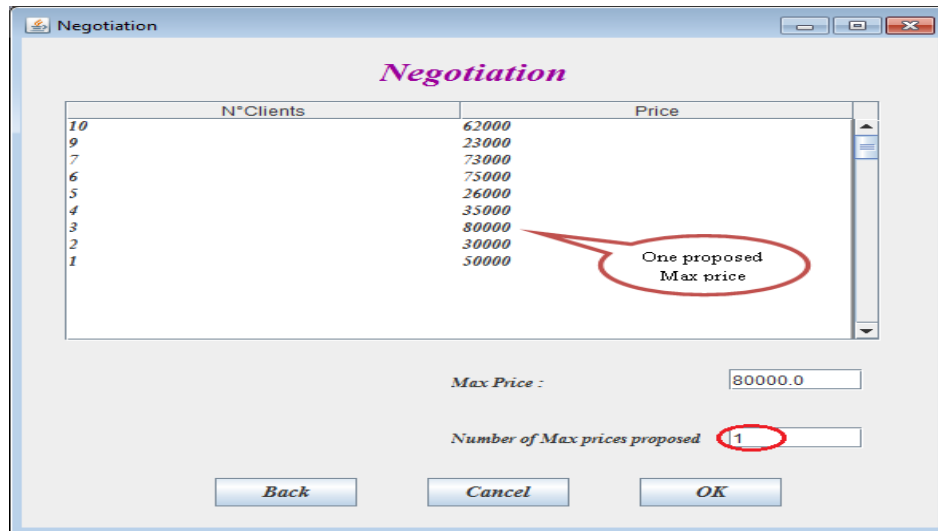 Negotiation
Negotiation
N°Clients Price
10 62000
9 23000
7 73000
6 75000
5 26000
4 35000
3 80000
2 30000
1 50000
One proposed
Max price
Max Price : 80000.0
Number of Max prices proposed 1
Back Cancel OK